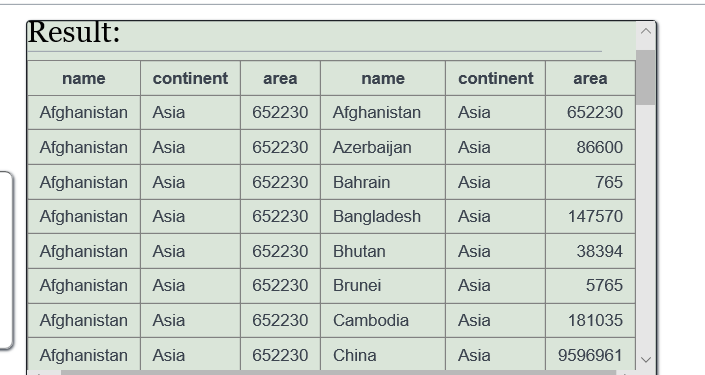 Result:
name continent area name continent area
Afghanistan Asia 652230 Afghanistan Asia 652230
Afghanistan Asia 652230 Azerbaijan Asia 86600
Afghanistan Asia 652230 Bahrain Asia 765
Afghanistan Asia 652230 Bangladesh Asia 147570
Afghanistan Asia 652230 Bhutan Asia 38394
Afghanistan Asia 652230 Brunei Asia 5765
Afghanistan Asia 652230 Cambodia Asia 181035
Afghanistan Asia 652230 China Asia 9596961